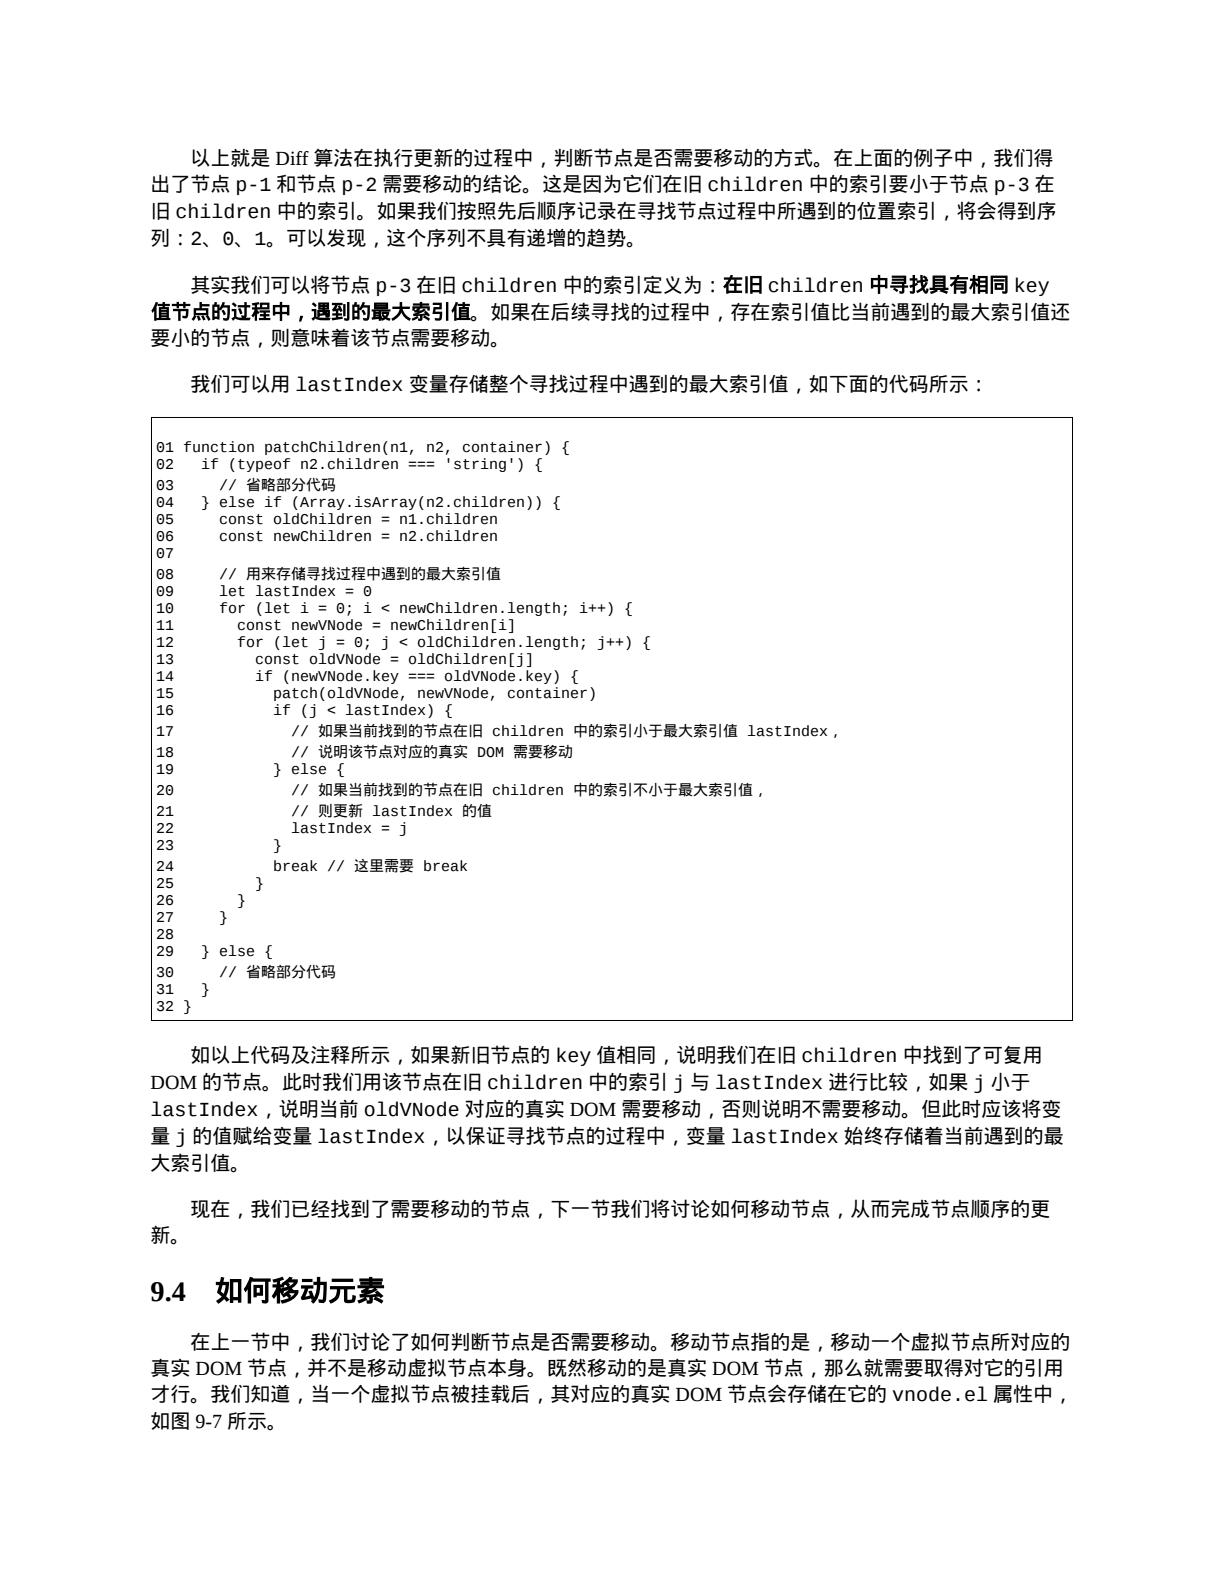 以上就是 Diff 算法在执行更新的过程中，判断节点是否需要移动的方式。在上面的例子中，我们得
出了节点 p-1 和节点 p-2 需要移动的结论。这是因为它们在旧 children 中的索引要小于节点 p-3 在
旧 children 中的索引。如果我们按照先后顺序记录在寻找节点过程中所遇到的位置索引，将会得到序
列：2、0、1。可以发现，这个序列不具有递增的趋势。
其实我们可以将节点 p-3 在旧 children 中的索引定义为：在旧 children 中寻找具有相同 key
值节点的过程中，遇到的最大索引值。如果在后续寻找的过程中，存在索引值比当前遇到的最大索引值还
要小的节点，则意味着该节点需要移动。
我们可以用 lastIndex 变量存储整个寻找过程中遇到的最大索引值，如下面的代码所示：
01 function patchChildren(n1, n2, container) {
02   if (typeof n2.children === 'string') {
03     // 省略部分代码
04   } else if (Array.isArray(n2.children)) {
05     const oldChildren = n1.children
06     const newChildren = n2.children
07
08     // 用来存储寻找过程中遇到的最大索引值
09     let lastIndex = 0
10     for (let i = 0; i < newChildren.length; i++) {
11       const newVNode = newChildren[i]
12       for (let j = 0; j < oldChildren.length; j++) {
13         const oldVNode = oldChildren[j]
14         if (newVNode.key === oldVNode.key) {
15           patch(oldVNode, newVNode, container)
16           if (j < lastIndex) {
17             // 如果当前找到的节点在旧 children 中的索引小于最大索引值 lastIndex，
18             // 说明该节点对应的真实 DOM 需要移动
19           } else {
20             // 如果当前找到的节点在旧 children 中的索引不小于最大索引值，
21             // 则更新 lastIndex 的值
22             lastIndex = j
23           }
24           break // 这里需要 break
25         }
26       }
27     }
28
29   } else {
30     // 省略部分代码
31   }
32 }
如以上代码及注释所示，如果新旧节点的 key 值相同，说明我们在旧 children 中找到了可复用
DOM 的节点。此时我们用该节点在旧 children 中的索引 j 与 lastIndex 进行比较，如果 j 小于
lastIndex，说明当前 oldVNode 对应的真实 DOM 需要移动，否则说明不需要移动。但此时应该将变
量 j 的值赋给变量 lastIndex，以保证寻找节点的过程中，变量 lastIndex 始终存储着当前遇到的最
大索引值。
现在，我们已经找到了需要移动的节点，下一节我们将讨论如何移动节点，从而完成节点顺序的更
新。
9.4 如何移动元素
在上一节中，我们讨论了如何判断节点是否需要移动。移动节点指的是，移动一个虚拟节点所对应的
真实 DOM 节点，并不是移动虚拟节点本身。既然移动的是真实 DOM 节点，那么就需要取得对它的引用
才行。我们知道，当一个虚拟节点被挂载后，其对应的真实 DOM 节点会存储在它的 vnode.el 属性中，
如图 9-7 所示。